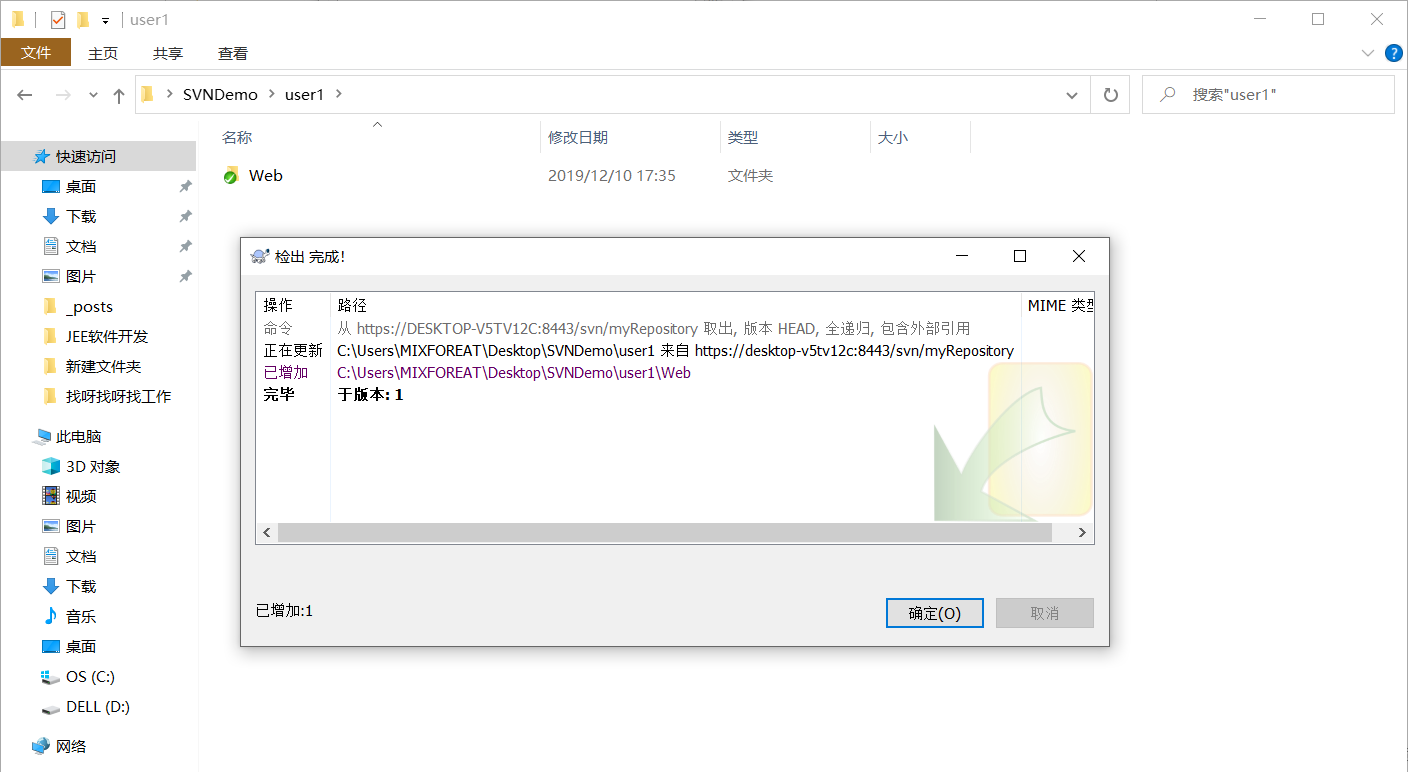 user1
文件 主页 共享 查看
SVNDemo user1 搜索"user1"
名称 修改日期 类型 大小
Web 2019/12/10 17:35 文件夹
快速访问
桌面
下载
文档
图片
_posts
JEE软件开发
新建文件夹
找呀找呀找工作
此电脑
3D 对象
视频
图片
文档
下载
音乐
桌面
OS (C:)
DELL (D:)
网络
检出 完成!
操作 路径 MIME 类型
命令 从 https://DESKTOP-V5TV12C:8443/svn/myRepository 取出, 版本 HEAD, 全递归, 包含外部引用
正在更新 C:\Users\MIXFOREAT\Desktop\SVNDemo\user1 来自 https://desktop-v5tv12c:8443/svn/myRepository
已增加 C:\Users\MIXFOREAT\Desktop\SVNDemo\user1\Web
完毕 于版本: 1
已增加:1
确定(O) 取消